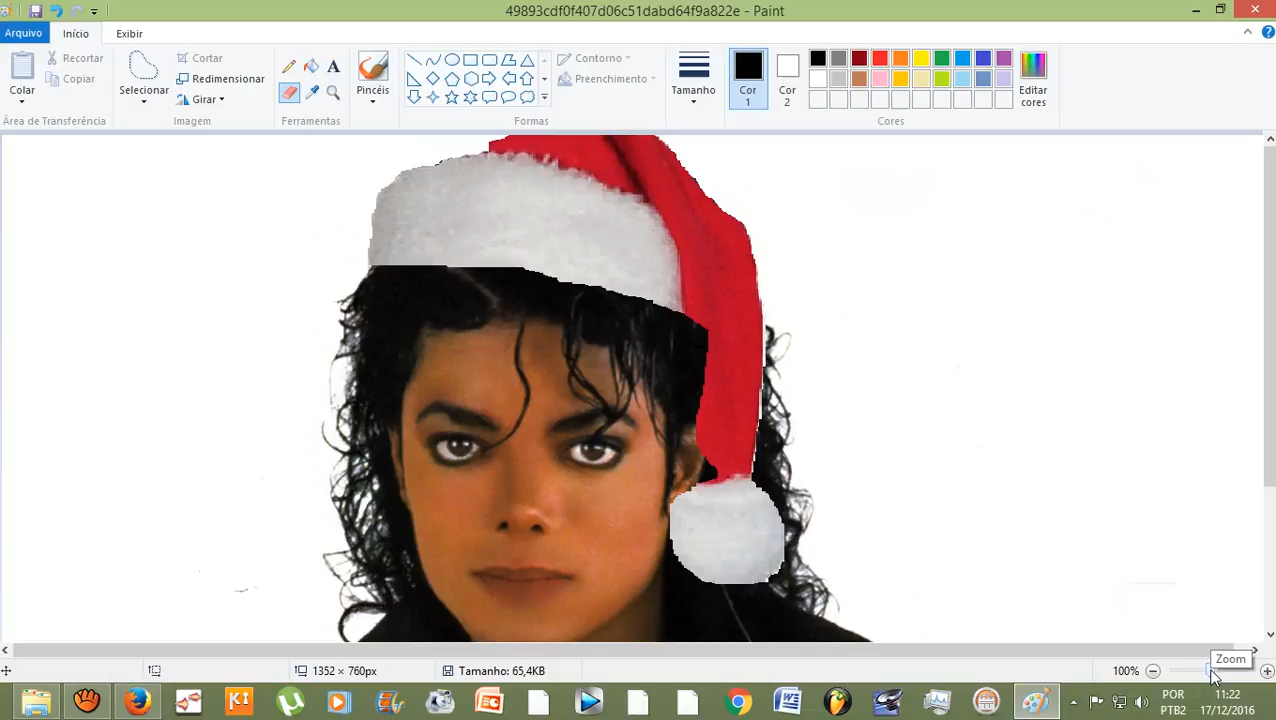 49893cdf0f407d06c51dabd64f9a822e - Paint
Arquivo Início Exibir
Colar
Recortar
Copiar
Área de Transferência
Selecionar
Cortar
Redimensionar
Girar
Imagem
A
Ferramentas
Pincéis
Contorno
Preenchimento
Formas
Tamanho
Cor
1
Cor
2
Editar
cores
Cores
Zoom
1352 × 760px
Tamanho: 65,4KB
100%
POR
PTB2
11:22
17/12/2016